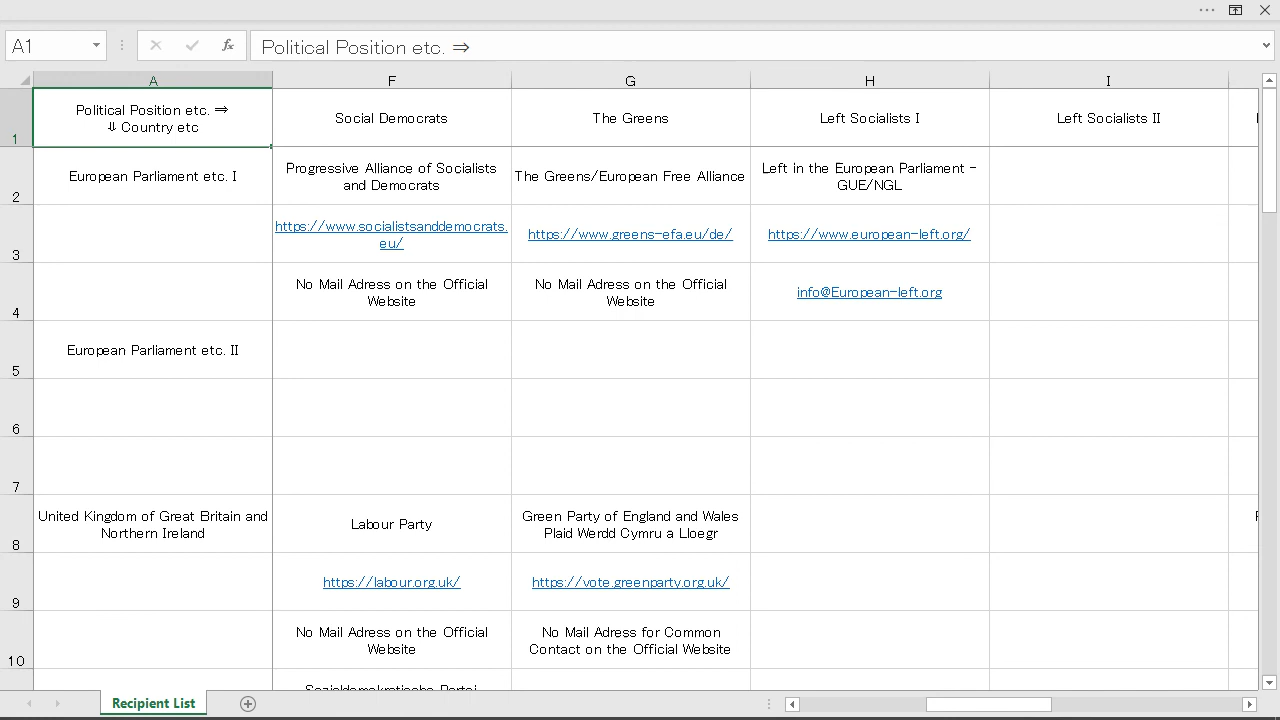 A1
fx
Political Position etc. ⇒
A
F
G
H
I
1
Political Position etc. ⇒
⇓ Country etc
Social Democrats
The Greens
Left Socialists I
Left Socialists II
2
European Parliament etc. I
Progressive Alliance of Socialists
and Democrats
The Greens/European Free Alliance
Left in the European Parliament -
GUE/NGL
3
https://www.socialistsanddemocrats.
eu/
https://www.greens-efa.eu/de/
https://www.european-left.org/
4
No Mail Adress on the Official
Website
No Mail Adress on the Official
Website
info@European-left.org
5
European Parliament etc. II
6
7
8
United Kingdom of Great Britain and
Northern Ireland
Labour Party
Green Party of England and Wales
Plaid Werdd Cymru a Lloegr
9
https://labour.org.uk/
https://vote.greenparty.org.uk/
10
No Mail Adress on the Official
Website
No Mail Adress for Common
Contact on the Official Website
Recipient List